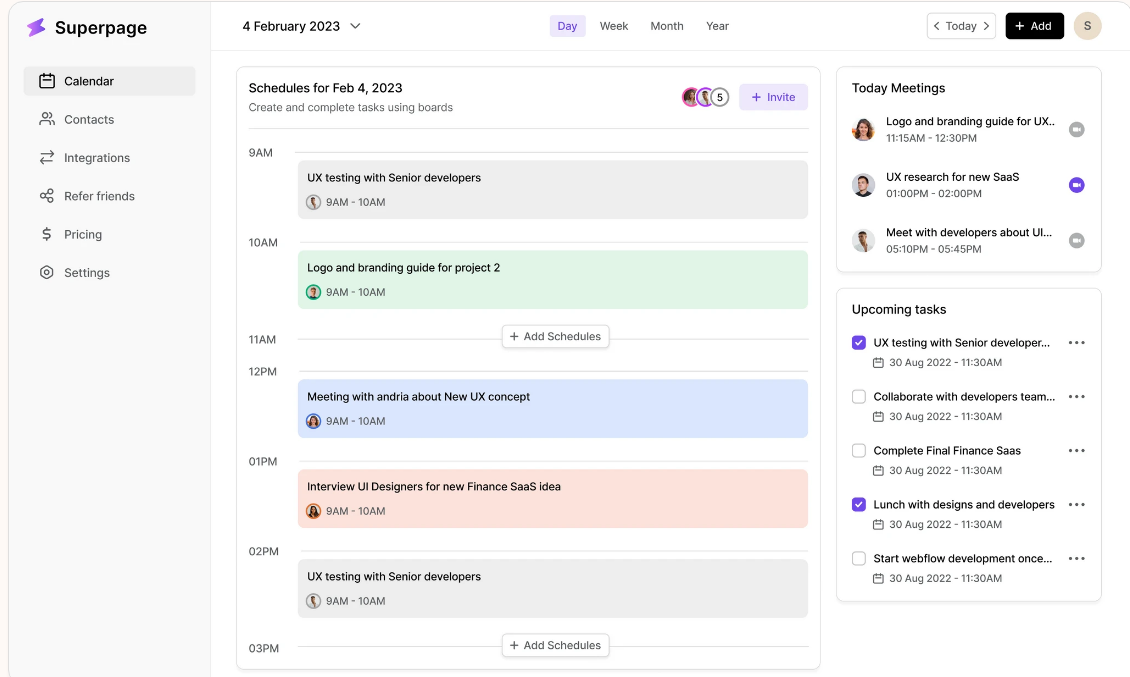 Superpage
Calendar
Contacts
Integrations
Refer friends
Pricing
Settings
4 February 2023
Day Week Month Year
Today
+ Add
S
Schedules for Feb 4, 2023
Create and complete tasks using boards
5
+ Invite
9AM
UX testing with Senior developers
9AM - 10AM
10AM
Logo and branding guide for project 2
9AM - 10AM
11AM
+ Add Schedules
12PM
Meeting with andria about New UX concept
9AM - 10AM
01PM
Interview UI Designers for new Finance SaaS idea
9AM - 10AM
02PM
UX testing with Senior developers
9AM - 10AM
03PM
+ Add Schedules
Today Meetings
Logo and branding guide for UX..
11:15AM - 12:30PM
UX research for new SaaS
01:00PM - 02:00PM
Meet with developers about UI...
05:10PM - 05:45PM
Upcoming tasks
UX testing with Senior developer...
30 Aug 2022 - 11:30AM
Collaborate with developers team...
30 Aug 2022 - 11:30AM
Complete Final Finance Saas
30 Aug 2022 - 11:30AM
Lunch with designs and developers
30 Aug 2022 - 11:30AM
Start webflow development once...
30 Aug 2022 - 11:30AM